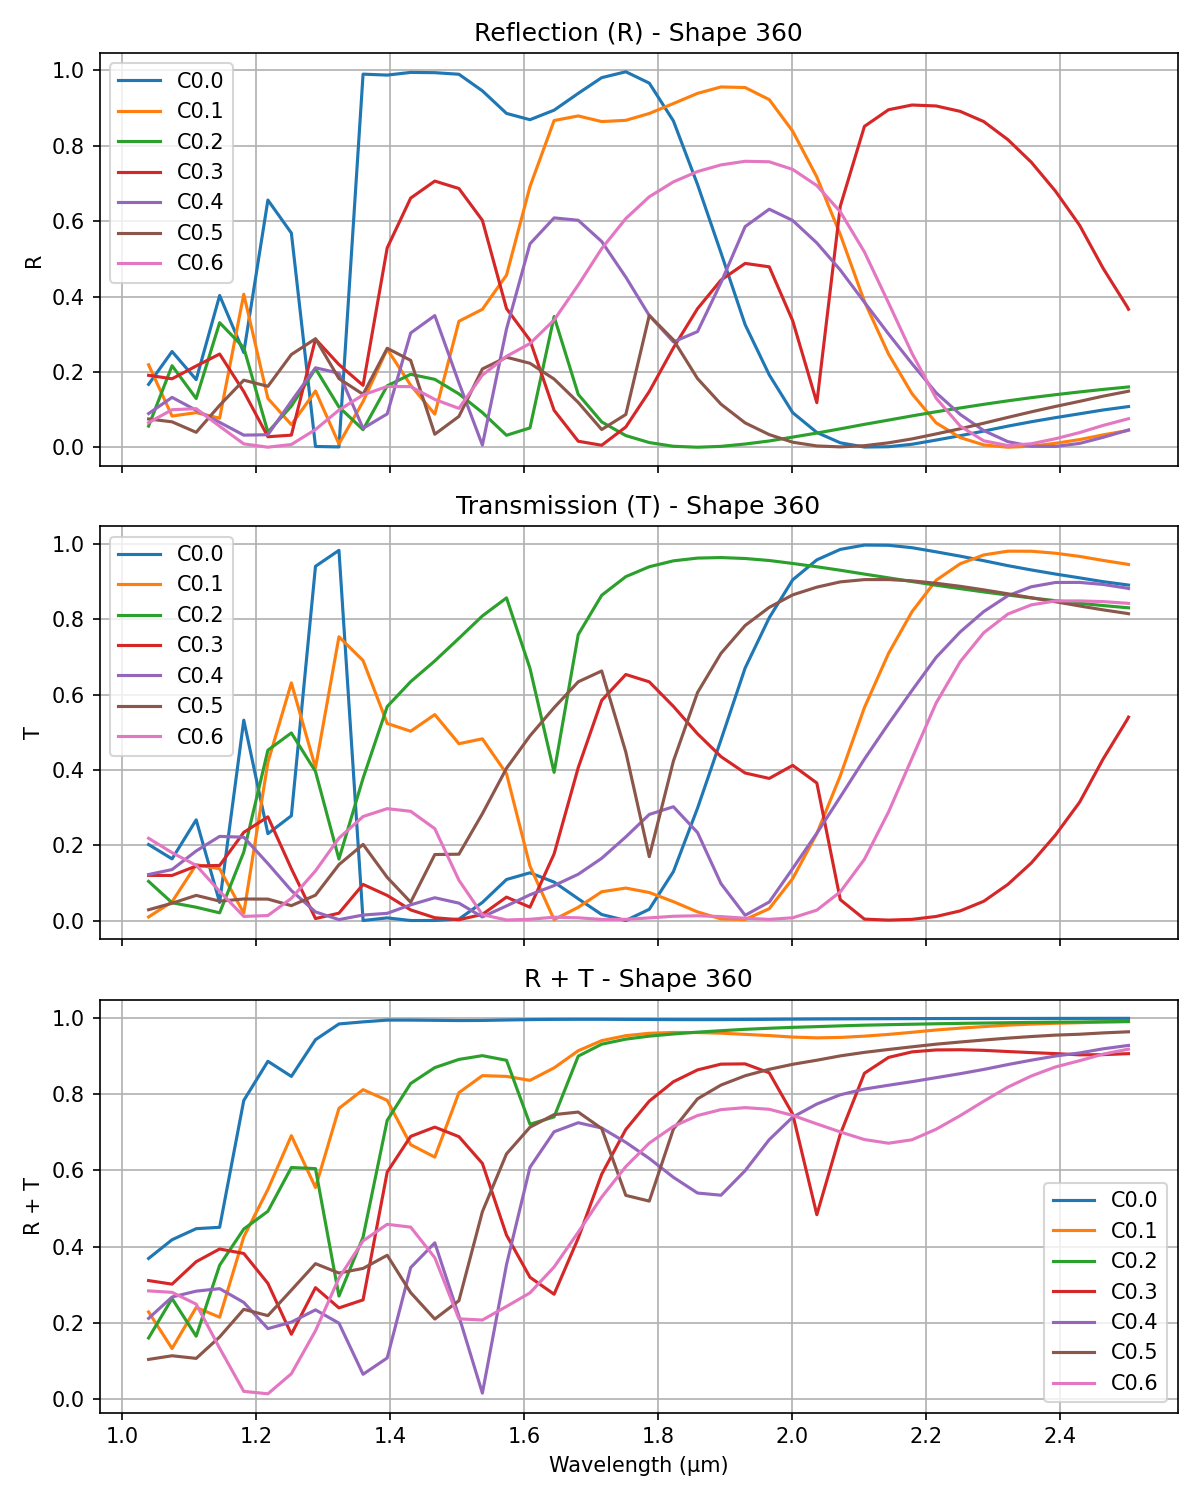 Reflection (R) - Shape 360
1.0
0.8
0.6
0.4
0.2
0.0
R
C0.0
C0.1
C0.2
C0.3
C0.4
C0.5
C0.6
Transmission (T) - Shape 360
1.0
0.8
0.6
0.4
0.2
0.0
T
C0.0
C0.1
C0.2
C0.3
C0.4
C0.5
C0.6
R + T - Shape 360
1.0
0.8
0.6
0.4
0.2
0.0
R + T
C0.0
C0.1
C0.2
C0.3
C0.4
C0.5
C0.6
1.0 1.2 1.4 1.6 1.8 2.0 2.2 2.4
Wavelength (μm)